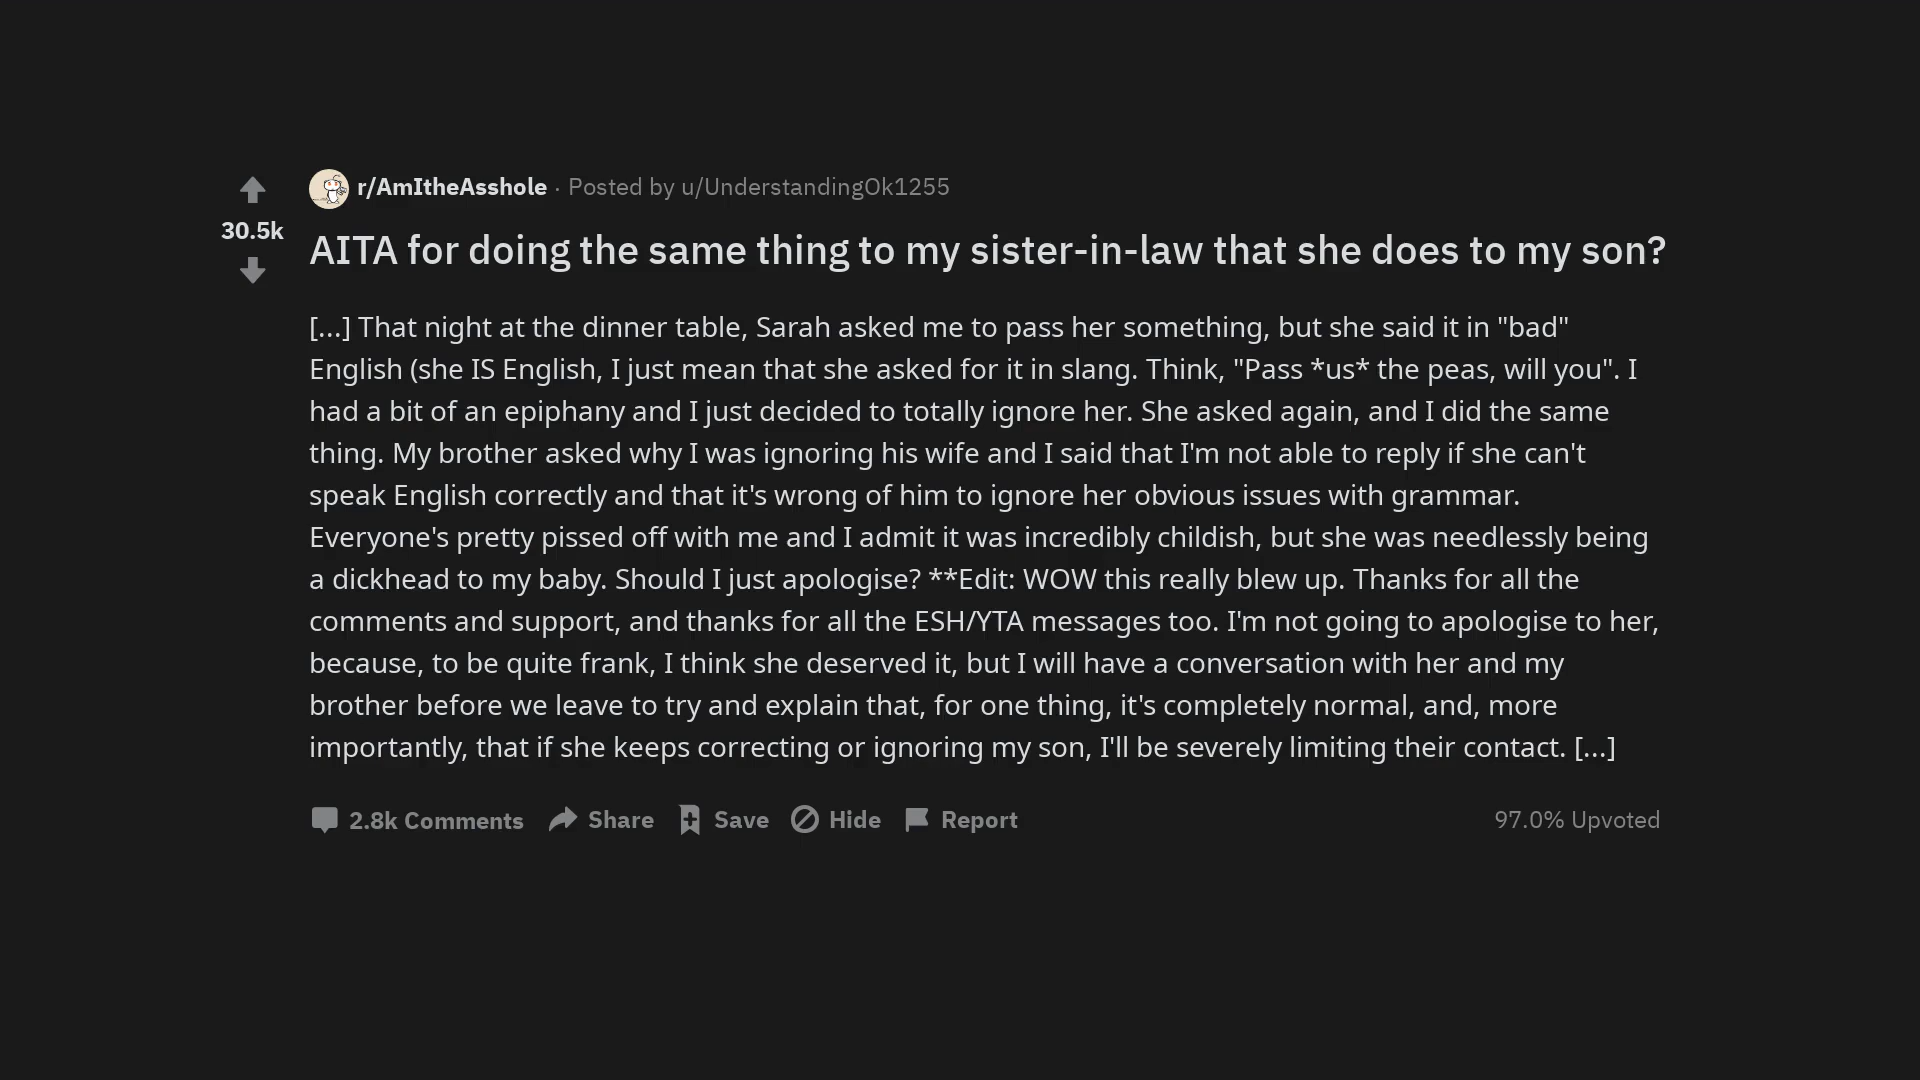 r/AmItheAsshole · Posted by u/UnderstandingOk1255
30.5k
AITA for doing the same thing to my sister-in-law that she does to my son?
[...] That night at the dinner table, Sarah asked me to pass her something, but she said it in "bad"
English (she IS English, I just mean that she asked for it in slang. Think, "Pass *us* the peas, will you". I
had a bit of an epiphany and I just decided to totally ignore her. She asked again, and I did the same
thing. My brother asked why I was ignoring his wife and I said that I'm not able to reply if she can't
speak English correctly and that it's wrong of him to ignore her obvious issues with grammar.
Everyone's pretty pissed off with me and I admit it was incredibly childish, but she was needlessly being
a dickhead to my baby. Should I just apologise? **Edit: WOW this really blew up. Thanks for all the
comments and support, and thanks for all the ESH/YTA messages too. I'm not going to apologise to her,
because, to be quite frank, I think she deserved it, but I will have a conversation with her and my
brother before we leave to try and explain that, for one thing, it's completely normal, and, more
importantly, that if she keeps correcting or ignoring my son, I'll be severely limiting their contact. [...]
2.8k Comments Share Save Hide Report 97.0% Upvoted